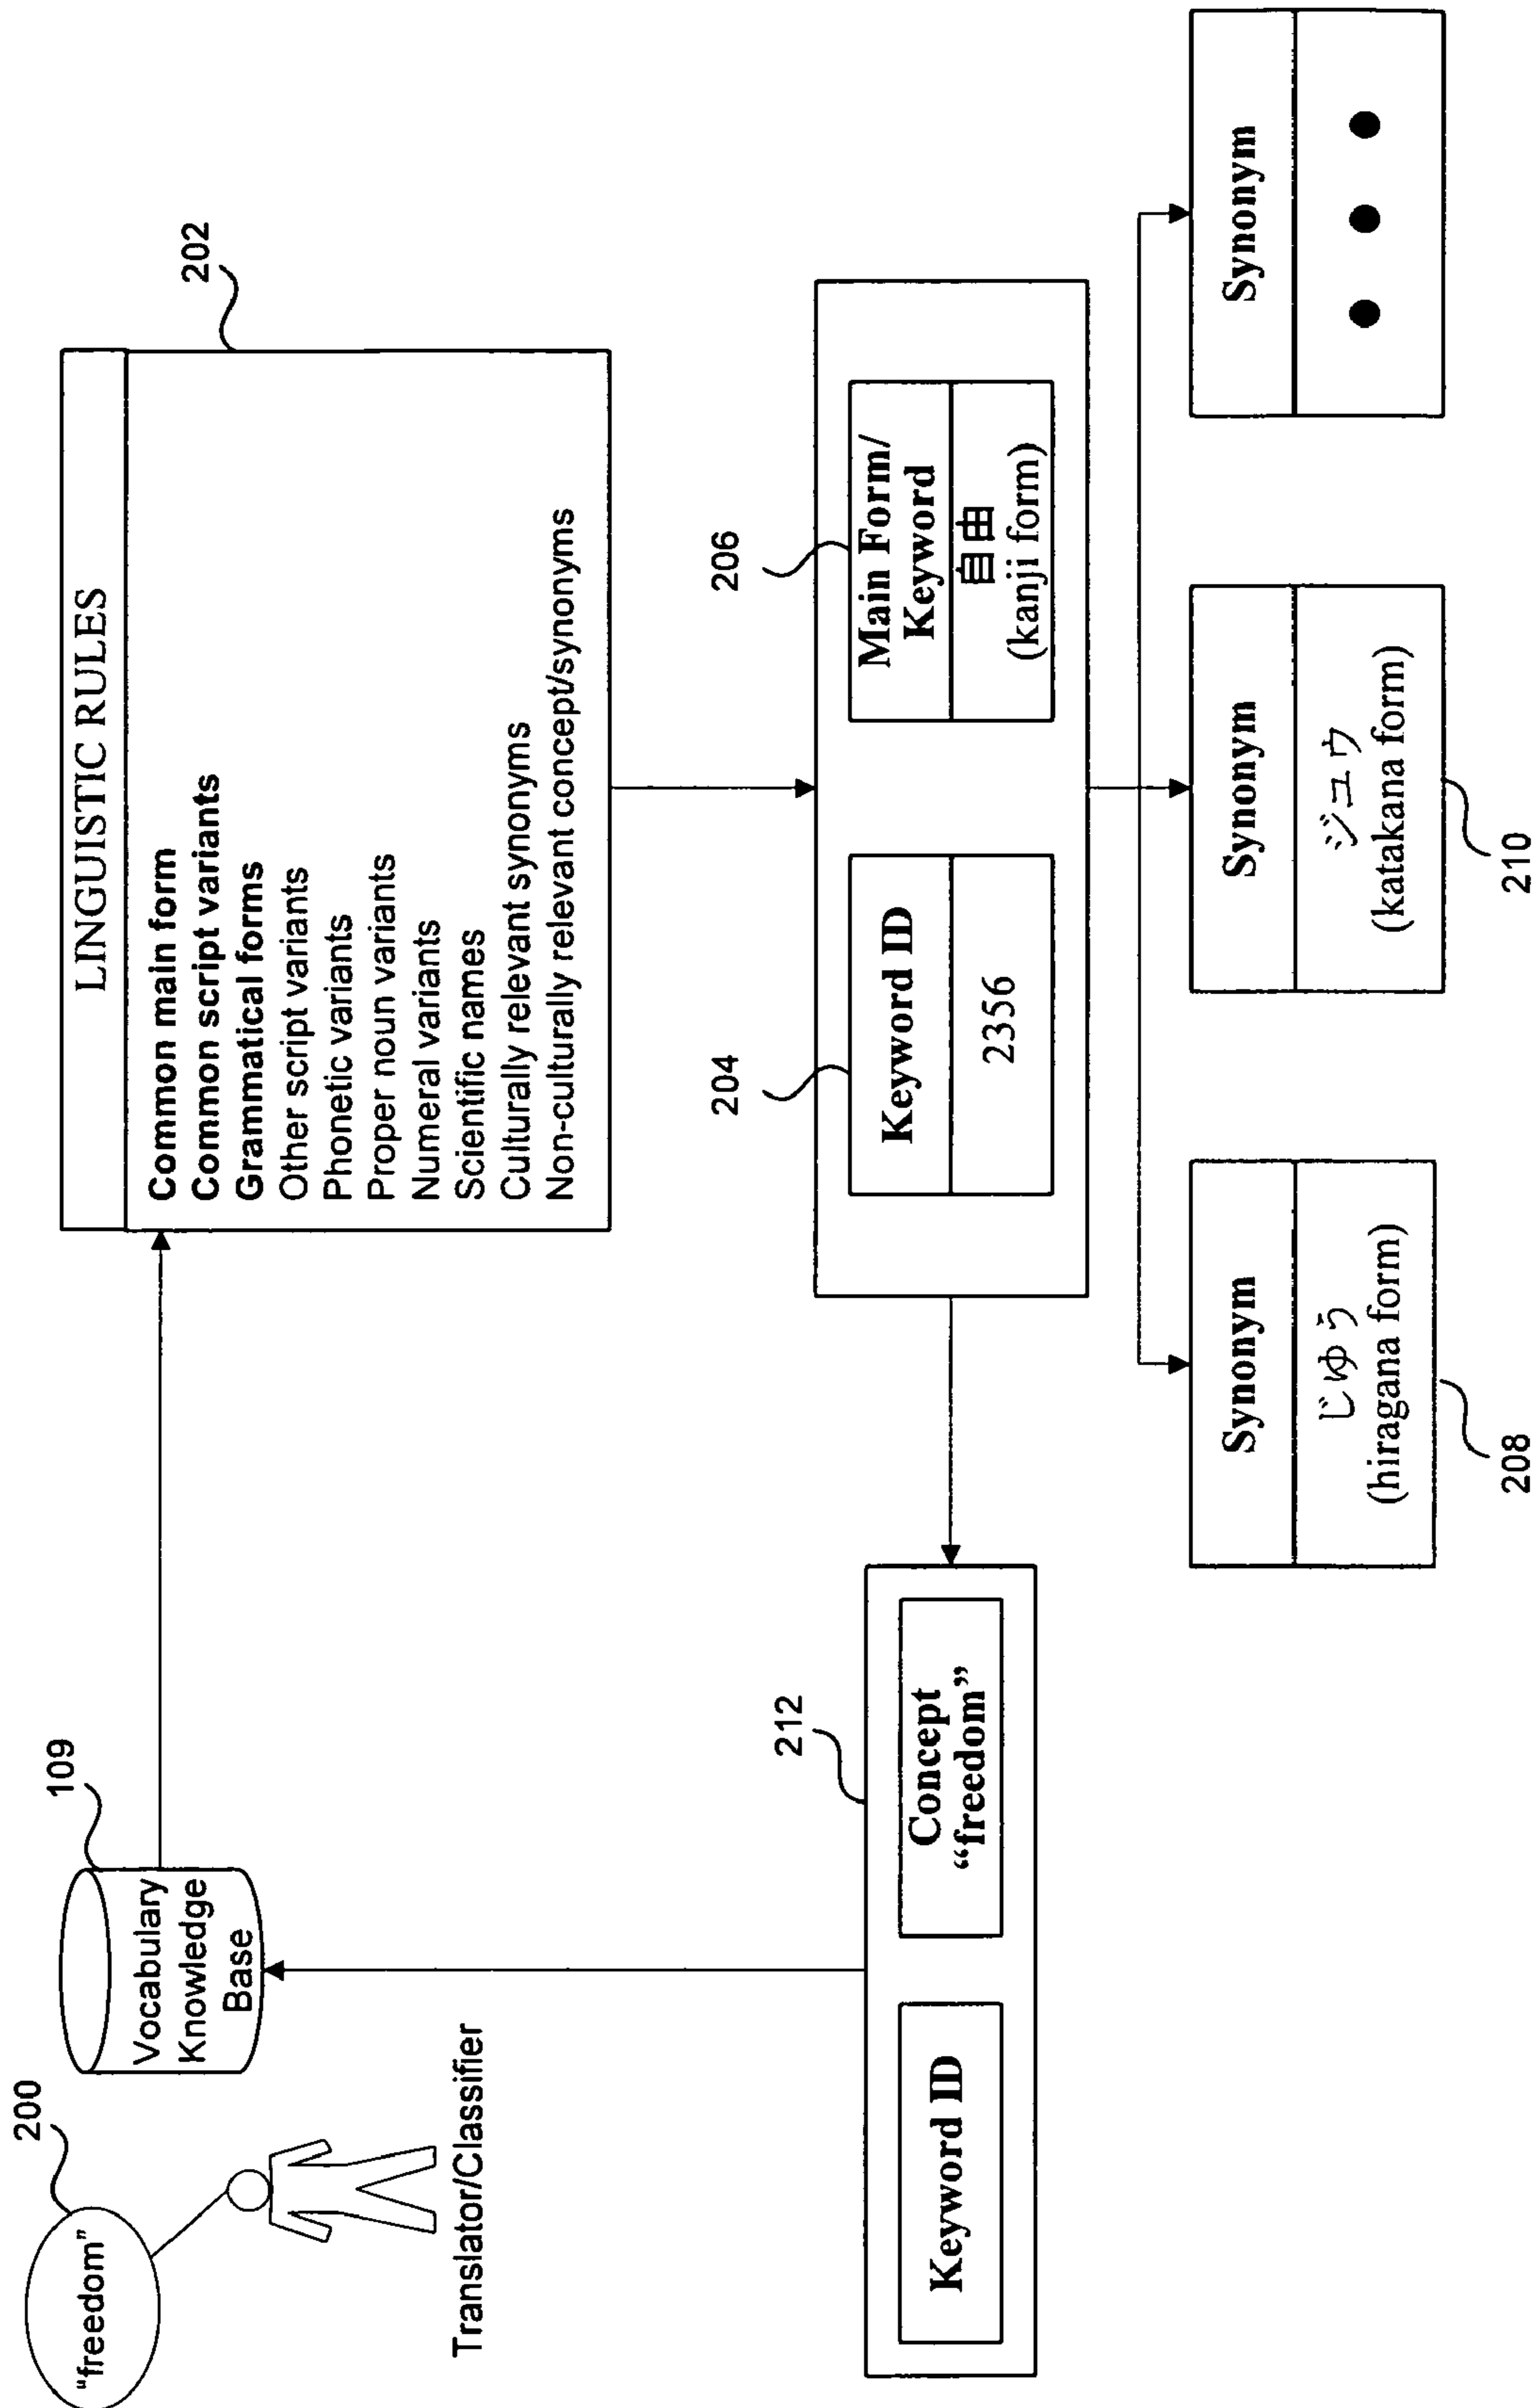 200
“freedom”
Translator/Classifier
109
Vocabulary
Knowledge
Base
LINGUISTIC RULES
Common main form
Common script variants
Grammatical forms
Other script variants
Phonetic variants
Proper noun variants
Numeral variants
Scientific names
Culturally relevant synonyms
Non-culturally relevant concept/synonyms
202
212
Keyword ID
Concept
“freedom”
204
Keyword ID
2356
206
Main Form/
Keyword
自由
(kanji form)
Synonym
じゆう
(hiragana form)
208
Synonym
ジユウ
(katakana form)
210
Synonym
● ● ●